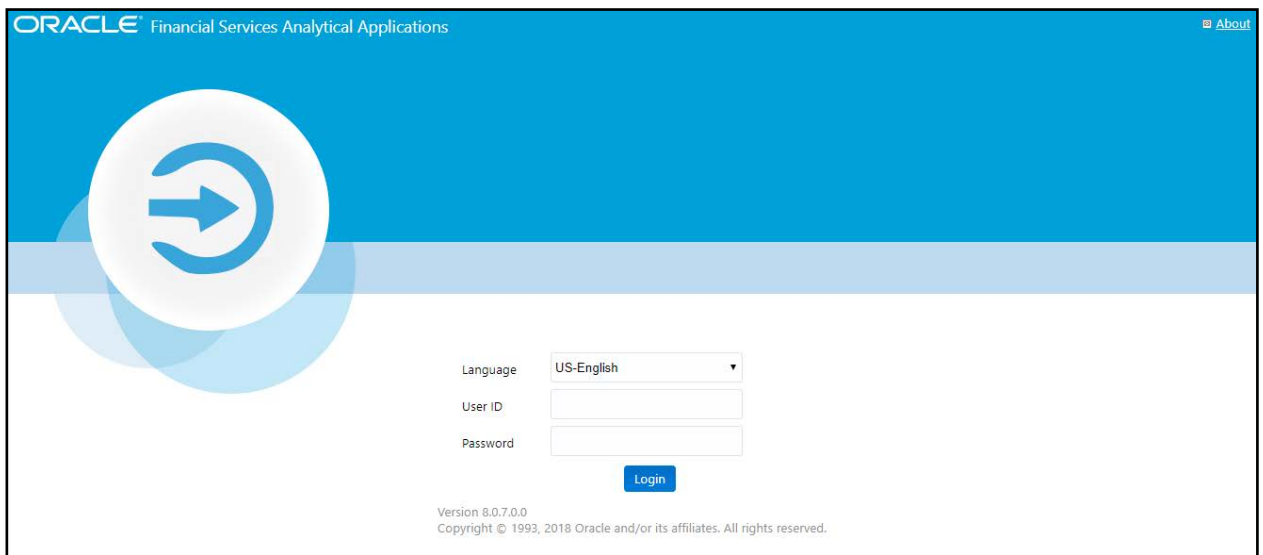 ORACLE® Financial Services Analytical Applications
About
Language US-English
User ID
Password
Login
Version 8.0.7.0.0
Copyright © 1993, 2018 Oracle and/or its affiliates. All rights reserved.